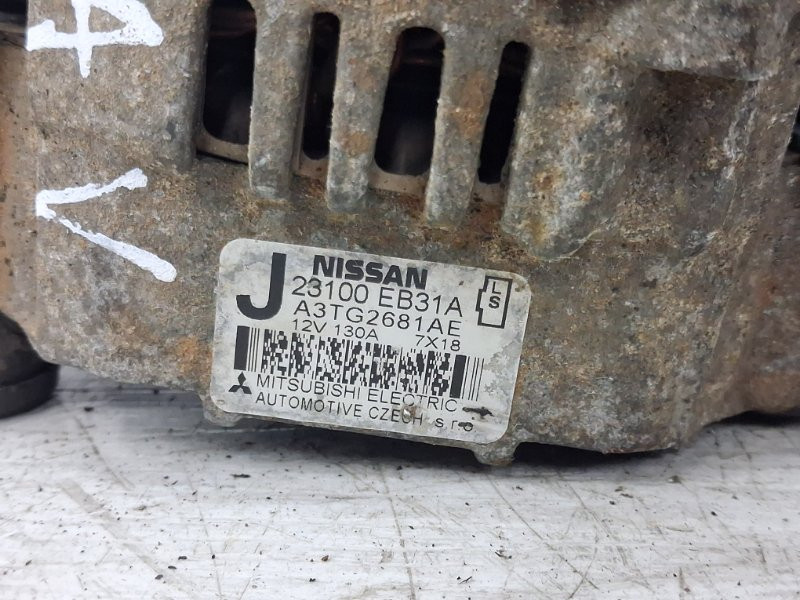 NISSAN
J
23100 EB31A
L
S
A3TG2681AE
12V 130A 7X18
MITSUBISHI ELECTRIC
AUTOMOTIVE CZECH s.r.o